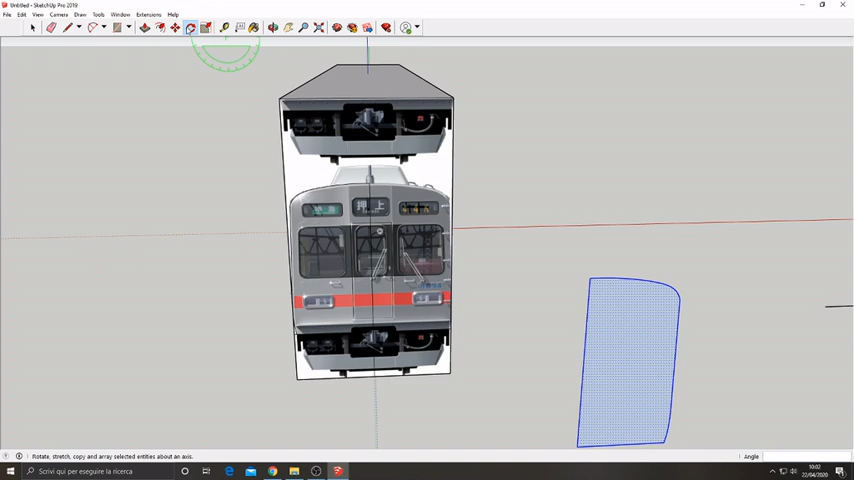 Untitled - SketchUp Pro 2019
File Edit View Camera Draw Tools Window Extensions Help
押上
Rotate, stretch, copy and array selected entities about an axis.
Angle
Scrivi qui per eseguire la ricerca
10:02
22/04/2020